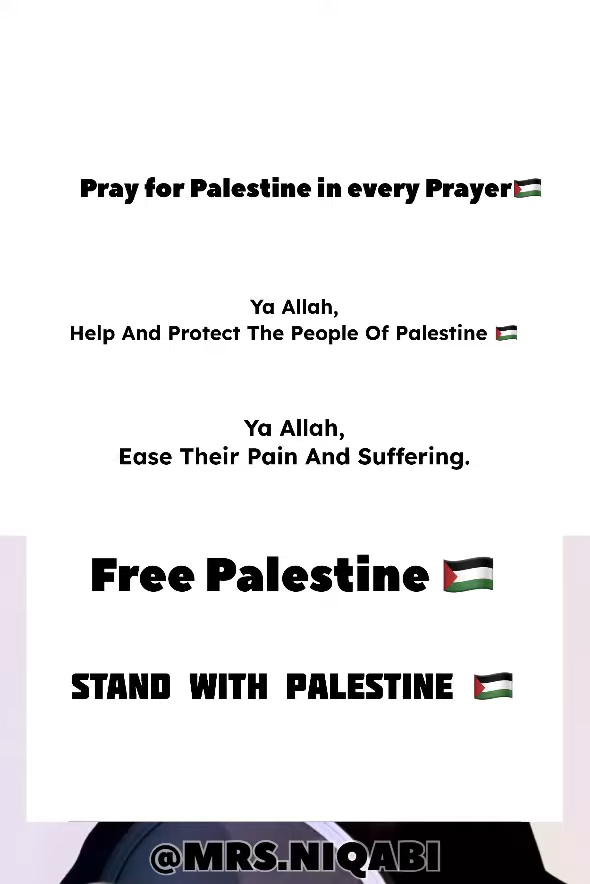 Pray for Palestine in every Prayer🇵🇸
Ya Allah,
Help And Protect The People Of Palestine 🇵🇸
Ya Allah,
Ease Their Pain And Suffering.
Free Palestine 🇵🇸
STAND WITH PALESTINE 🇵🇸
@MRS.NIQABI